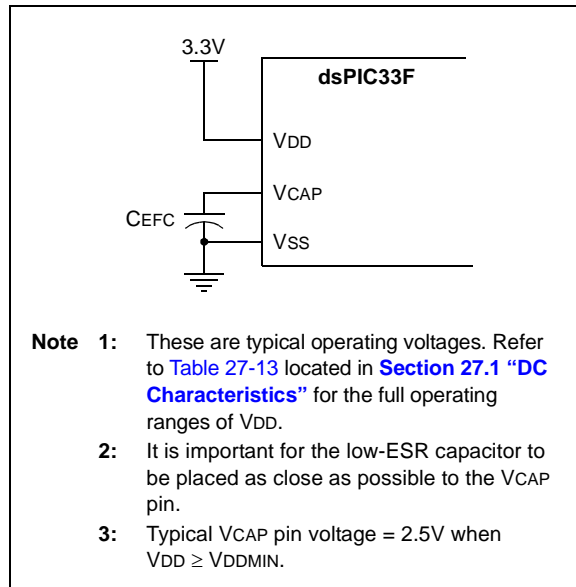 3.3V
dsPIC33F
VDD
VCAP
CEFC
VSS
Note 1: These are typical operating voltages. Refer
to Table 27-13 located in Section 27.1 “DC
Characteristics” for the full operating
ranges of VDD.
2: It is important for the low-ESR capacitor to
be placed as close as possible to the VCAP
pin.
3: Typical VCAP pin voltage = 2.5V when
VDD ≥ VDDMIN.